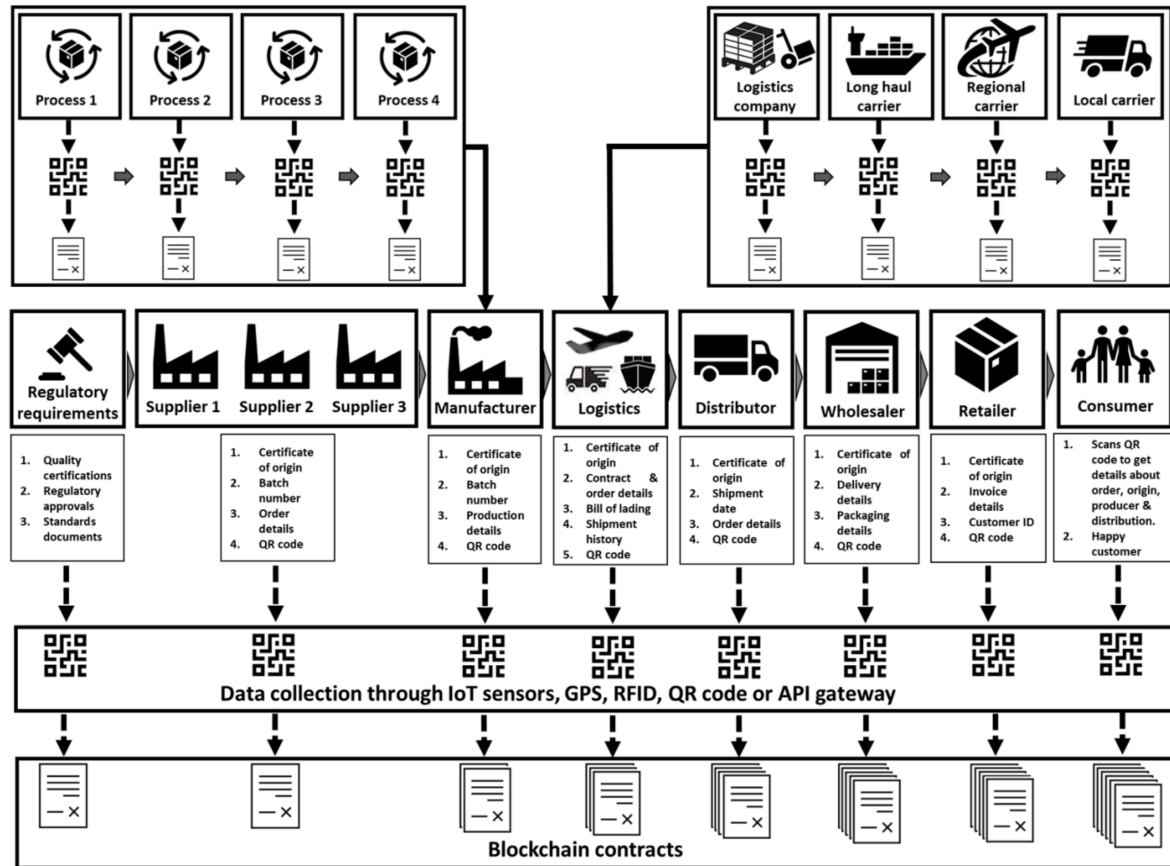 Process 1
Process 2
Process 3
Process 4
Logistics
company
Long haul
carrier
Regional
carrier
Local carrier
Regulatory
requirements
Supplier 1
Supplier 2
Supplier 3
Manufacturer
Logistics
Distributor
Wholesaler
Retailer
Consumer
1. Quality
certifications
2. Regulatory
approvals
3. Standards
documents
1. Certificate
of origin
2. Batch
number
3. Order
details
4. QR code
1. Certificate
of origin
2. Batch
number
3. Production
details
4. QR code
1. Certificate of
origin
2. Contract &
order details
3. Bill of lading
4. Shipment
history
5. QR code
1. Certificate of
origin
2. Shipment
date
3. Order details
4. QR code
1. Certificate of
origin
2. Delivery
details
3. Packaging
details
4. QR code
1. Certificate of
origin
2. Invoice
details
3. Customer ID
4. QR code
1. Scans QR
code to get
details about
order, origin,
producer &
distribution.
2. Happy
customer
Data collection through IoT sensors, GPS, RFID, QR code or API gateway
Blockchain contracts